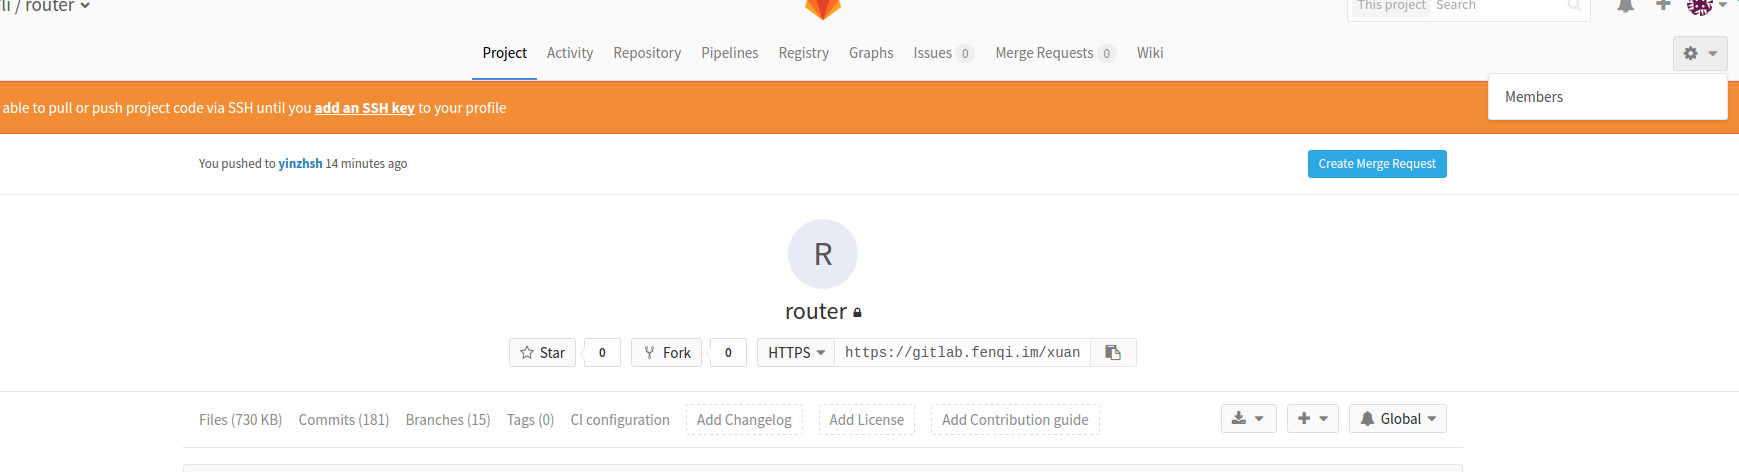 li / router
This project Search
Project Activity Repository Pipelines Registry Graphs Issues 0 Merge Requests 0 Wiki
Members
able to pull or push project code via SSH until you add an SSH key to your profile
You pushed to yinzhsh 14 minutes ago
Create Merge Request
R
router
Star 0 Fork 0 HTTPS https://gitlab.fenqi.im/xuan
Files (730 KB) Commits (181) Branches (15) Tags (0) CI configuration Add Changelog Add License Add Contribution guide Global